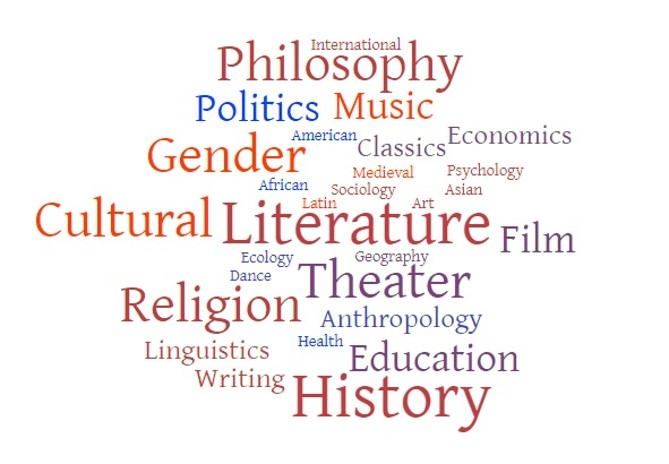 International
Philosophy
Politics Music
American
Classics Economics
Gender
Medieval Psychology
African Sociology Asian
Latin Art
Cultural Literature Film
Ecology Geography
Dance Theater
Religion
Anthropology
Health
Linguistics Education
Writing
History